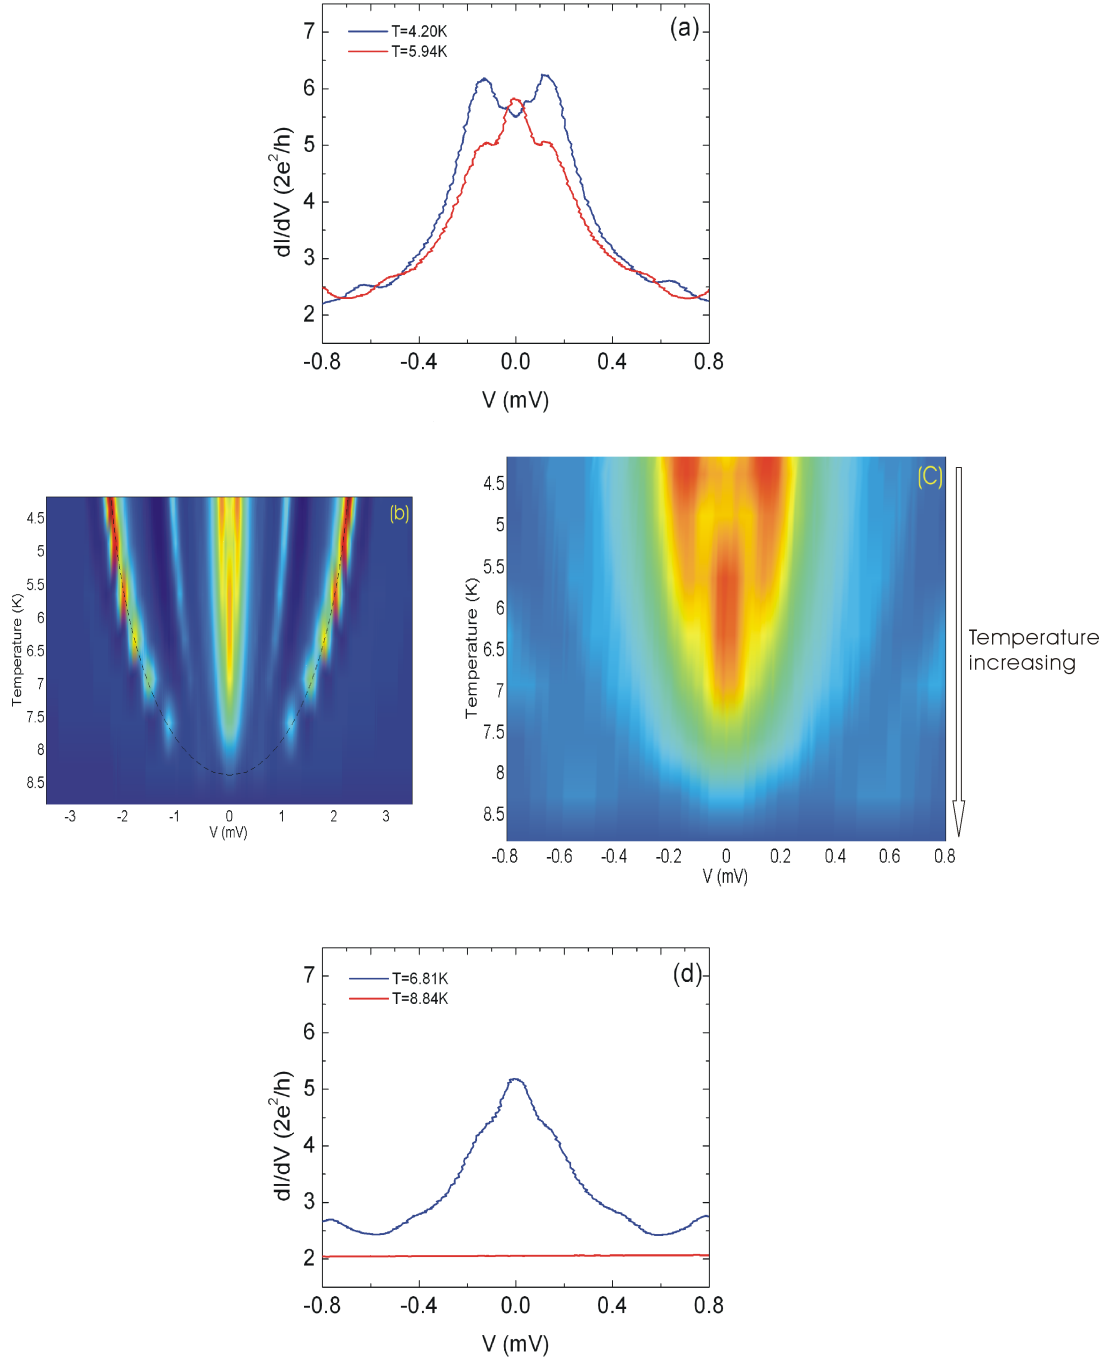 (a)
T=4.20K
T=5.94K
7
6
5
4
3
2
dI/dV (2e²/h)
-0.8 -0.4 0.0 0.4 0.8
V (mV)
(b)
4.5
5
5.5
6
6.5
7
7.5
8
8.5
Temperature (K)
-3 -2 -1 0 1 2 3
V (mV)
(C)
4.5
5
5.5
6
6.5
7
7.5
8
8.5
Temperature (K)
-0.8 -0.6 -0.4 -0.2 0 0.2 0.4 0.6 0.8
V (mV)
Temperature
increasing
(d)
T=6.81K
T=8.84K
7
6
5
4
3
2
dI/dV (2e²/h)
-0.8 -0.4 0.0 0.4 0.8
V (mV)